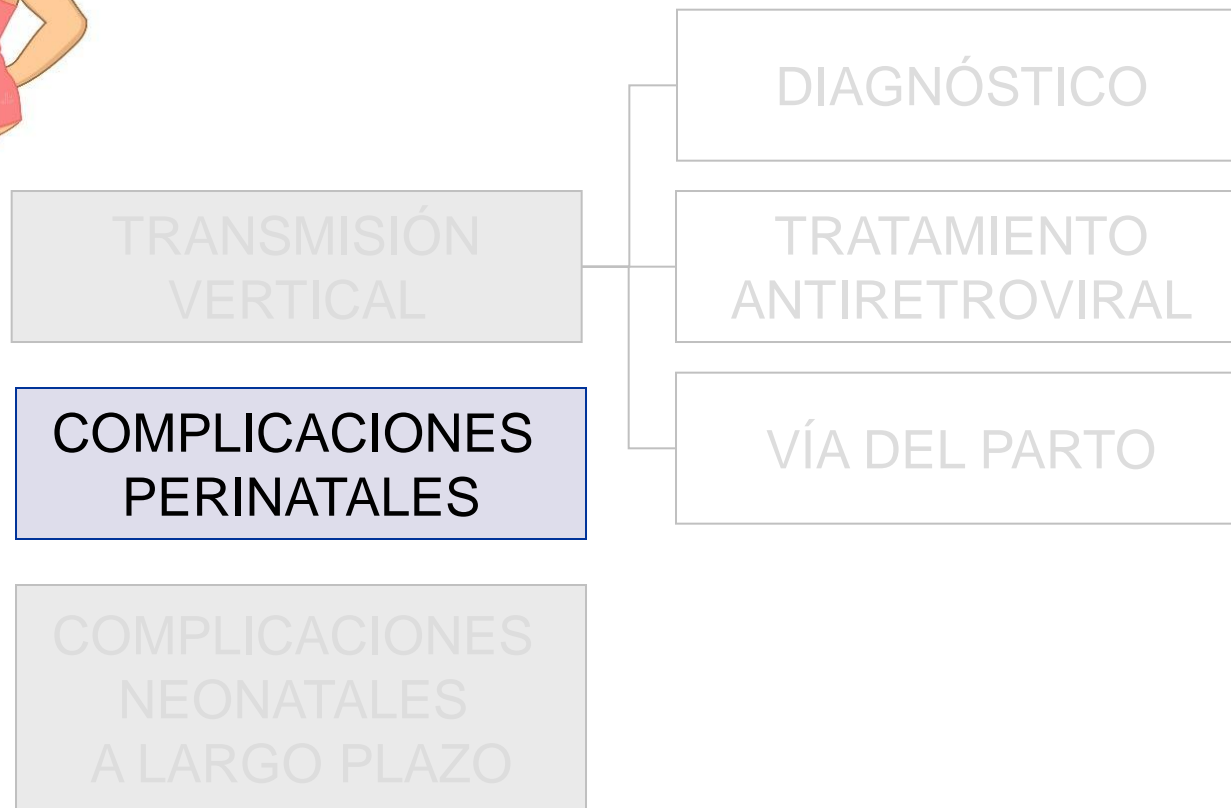 DIAGNÓSTICO
TRANSMISIÓN
VERTICAL
TRATAMIENTO
ANTIRETROVIRAL
COMPLICACIONES
PERINATALES
VÍA DEL PARTO
COMPLICACIONES
NEONATALES
A LARGO PLAZO